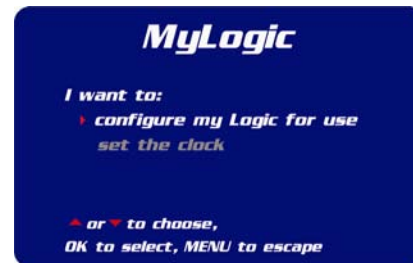 MyLogic
I want to:
configure my Logic for use
set the clock
or to choose,
OK to select, MENU to escape